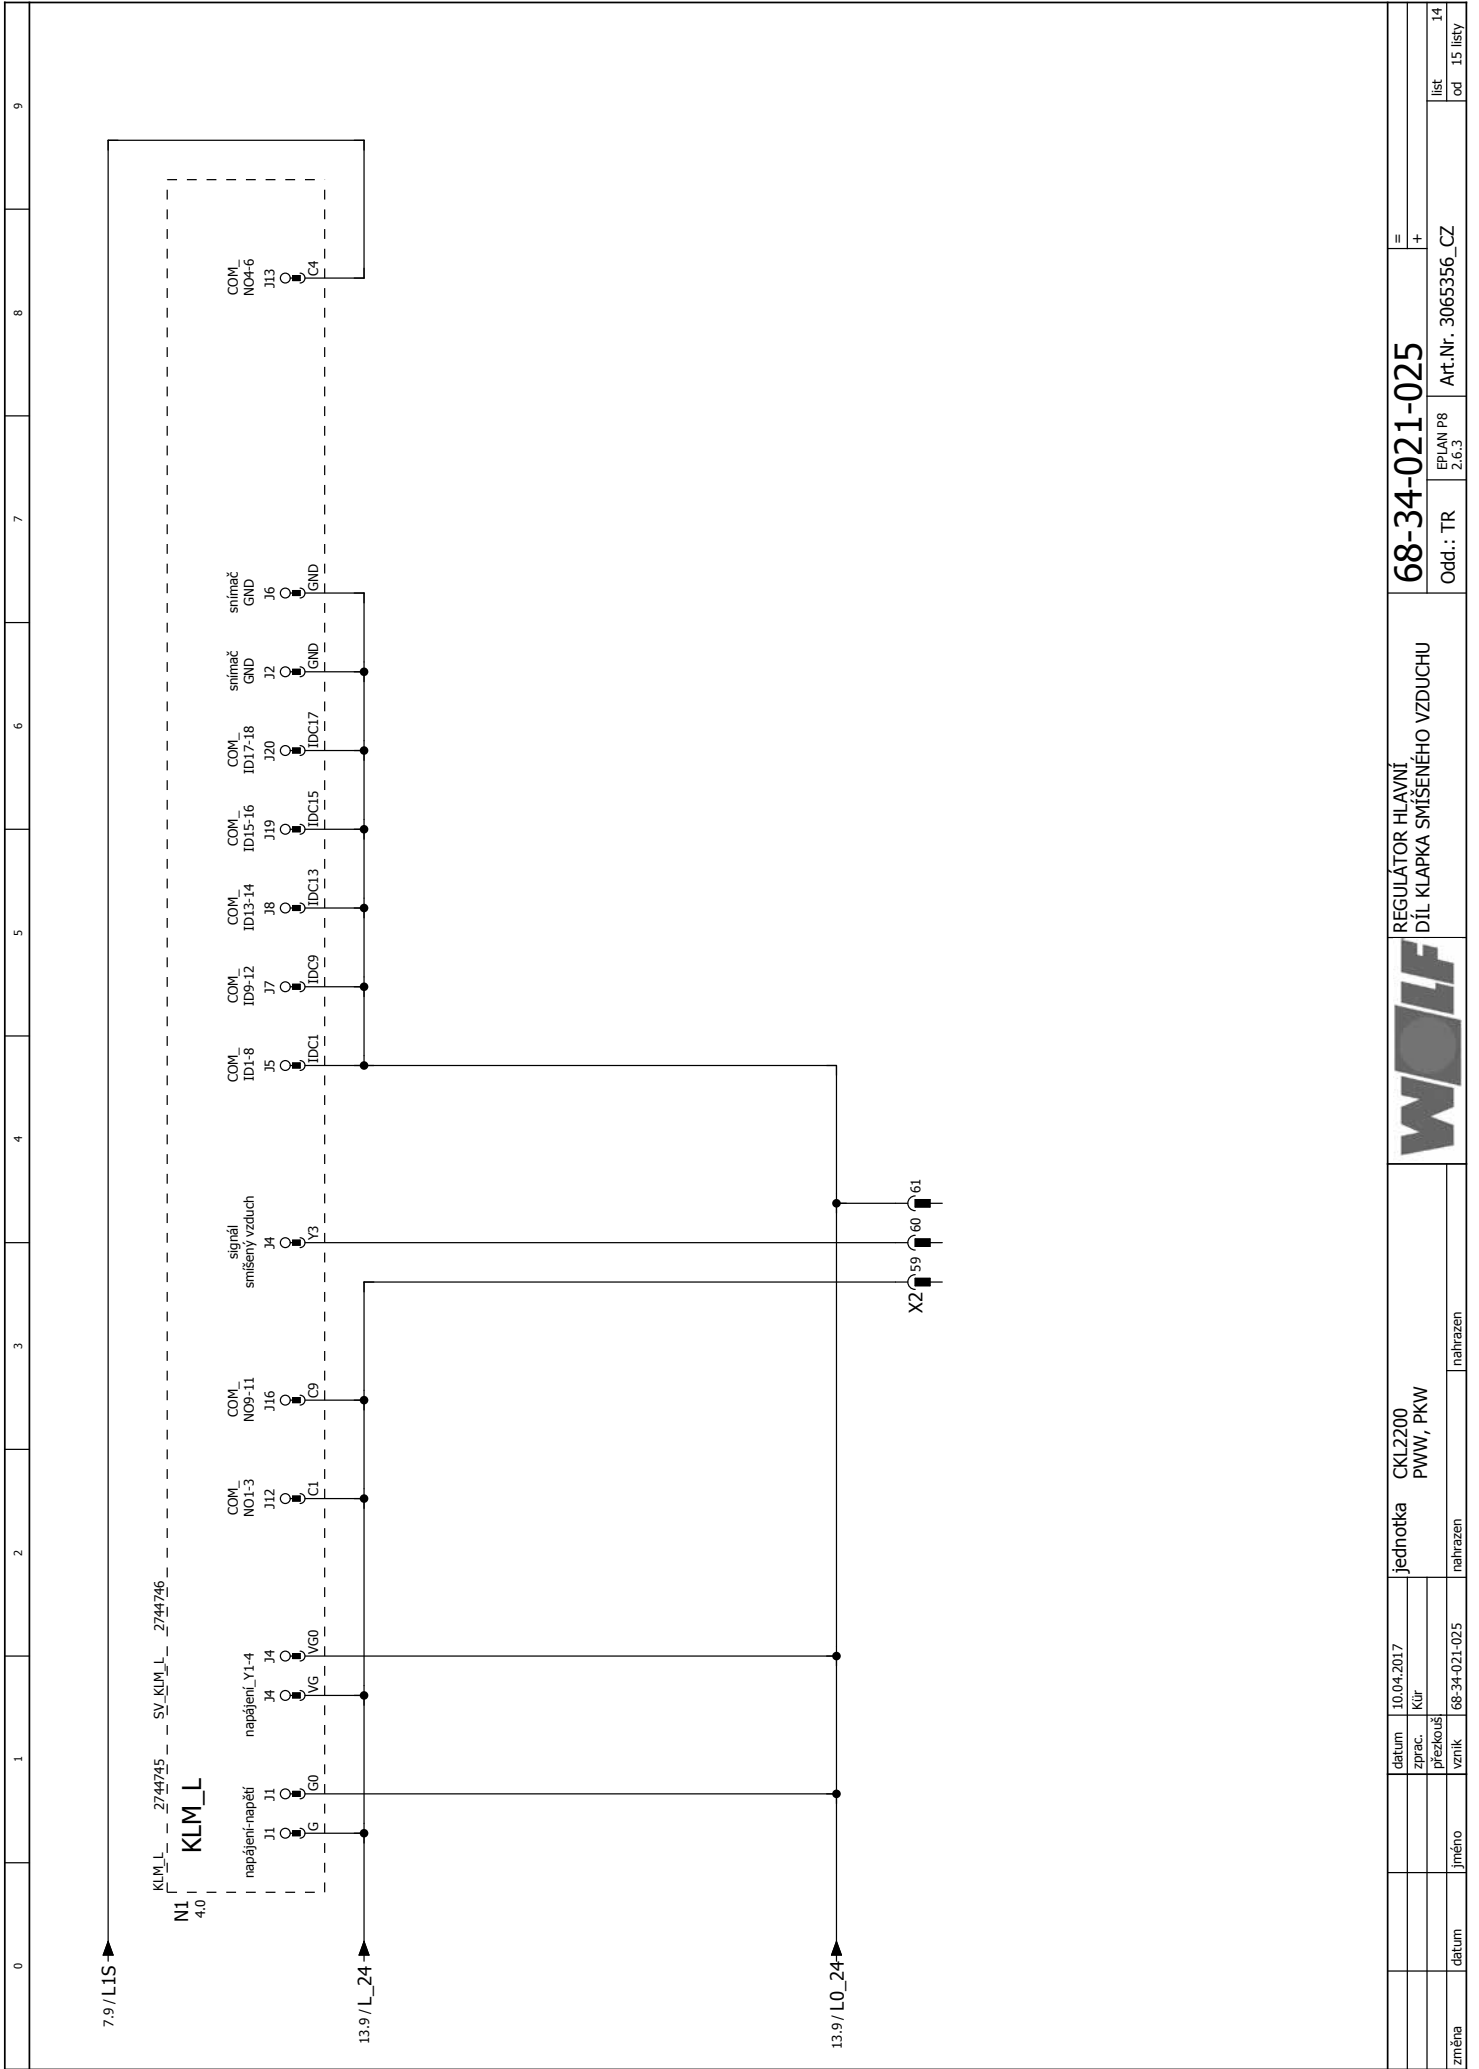 0 1 2 3 4 5 6 7 8 9
7.9 / L1S
KLM_L 2744745 SV_KLM_L 2744746
N1
4.0
KLM_L
napájení-napětí
J1 J1
G G0
napájení_Y1-4
J4 J4
VG VG0
COM_
NO1-3
J12
C1
COM_
NO9-11
J16
C9
signál
smíšený vzduch
J4
Y3
COM_
ID1-8
J5
IDC1
COM_
ID9-12
J7
IDC9
COM_
ID13-14
J8
IDC13
COM_
ID15-16
J19
IDC15
COM_
ID17-18
J20
IDC17
snímač
GND
J2
GND
snímač
GND
J6
GND
COM_
NO4-6
J13
C4
13.9 / L_24
13.9 / L0_24
X2 59 60 61
změna datum jméno
datum 10.04.2017
zprac. Kür
přezkouš.
vznik 68-34-021-025
jednotka CKL2200
PWW, PKW
nahrazen nahrazen
WOLF
REGULÁTOR HLAVNÍ
DÍL KLAPKA SMÍŠENÉHO VZDUCHU
=
+
68-34-021-025
Odd.: TR
EPLAN P8
2.6.3
Art.Nr. 3065356_CZ
list 14
od 15 listy